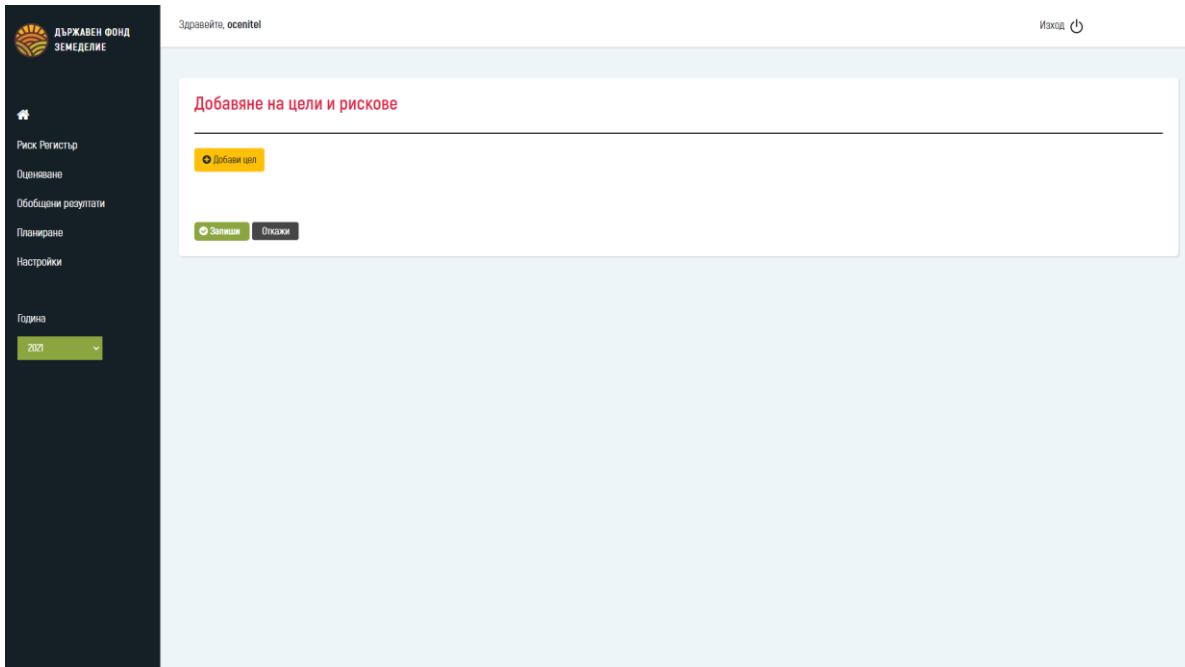 ДЪРЖАВЕН ФОНД
ЗЕМЕДЕЛИЕ
Здравейте, ocenitel
Изход
Риск Регистър
Оценяване
Обобщени резултати
Планиране
Настройки
Година
2021
Добавяне на цели и рискове
Добави цел
Запиши
Откажи